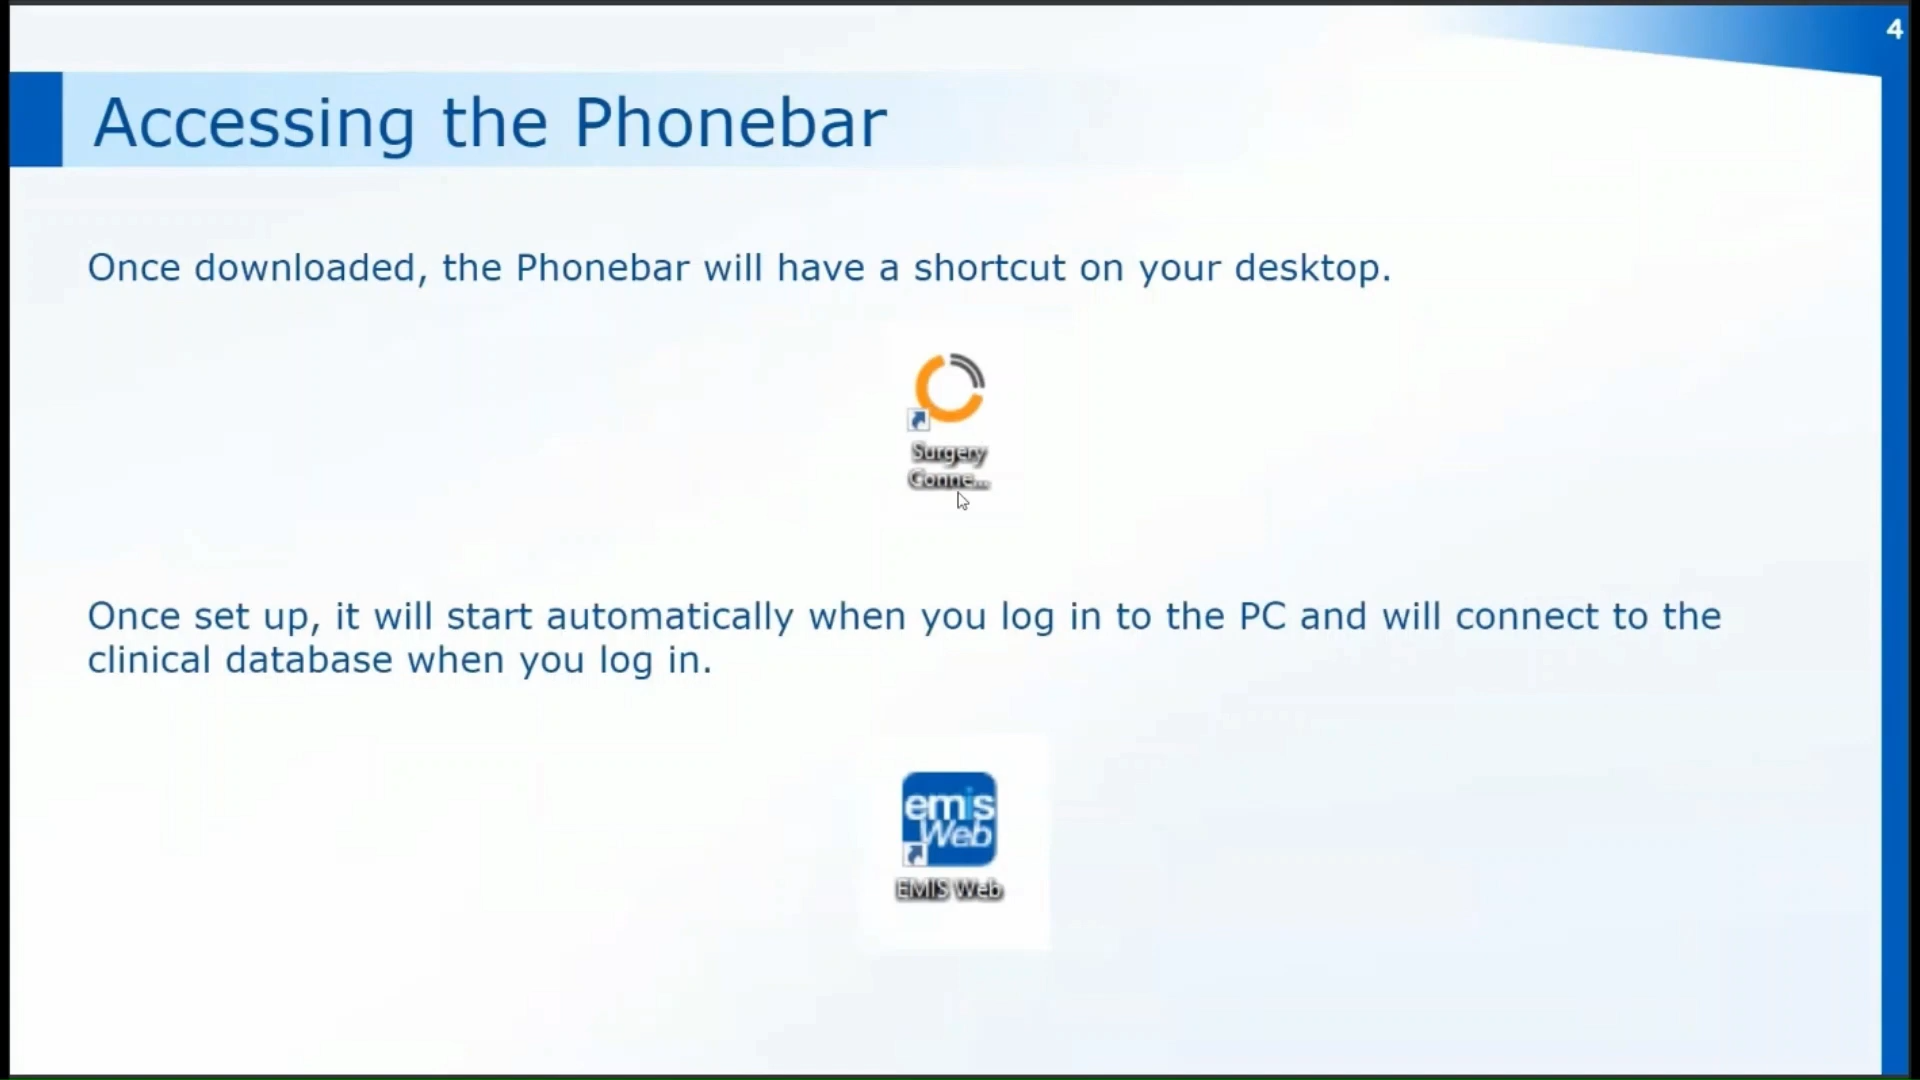 4
Accessing the Phonebar
Once downloaded, the Phonebar will have a shortcut on your desktop.
Surgery
Conne...
Once set up, it will start automatically when you log in to the PC and will connect to the
clinical database when you log in.
emis
Web
EMIS Web